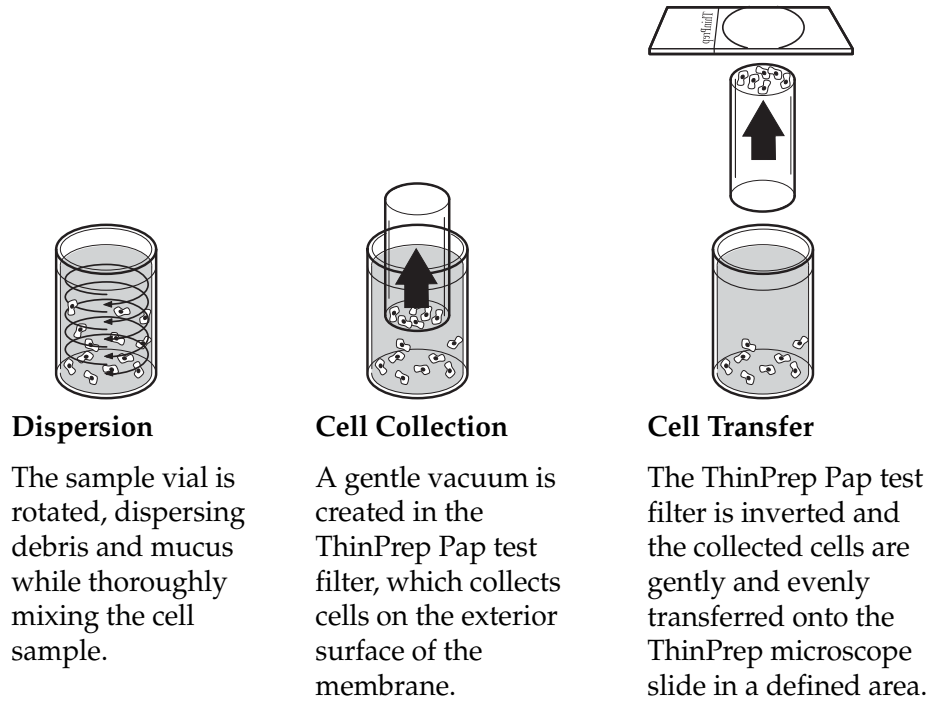 ThinPrep
Dispersion
The sample vial is
rotated, dispersing
debris and mucus
while thoroughly
mixing the cell
sample.
Cell Collection
A gentle vacuum is
created in the
ThinPrep Pap test
filter, which collects
cells on the exterior
surface of the
membrane.
Cell Transfer
The ThinPrep Pap test
filter is inverted and
the collected cells are
gently and evenly
transferred onto the
ThinPrep microscope
slide in a defined area.